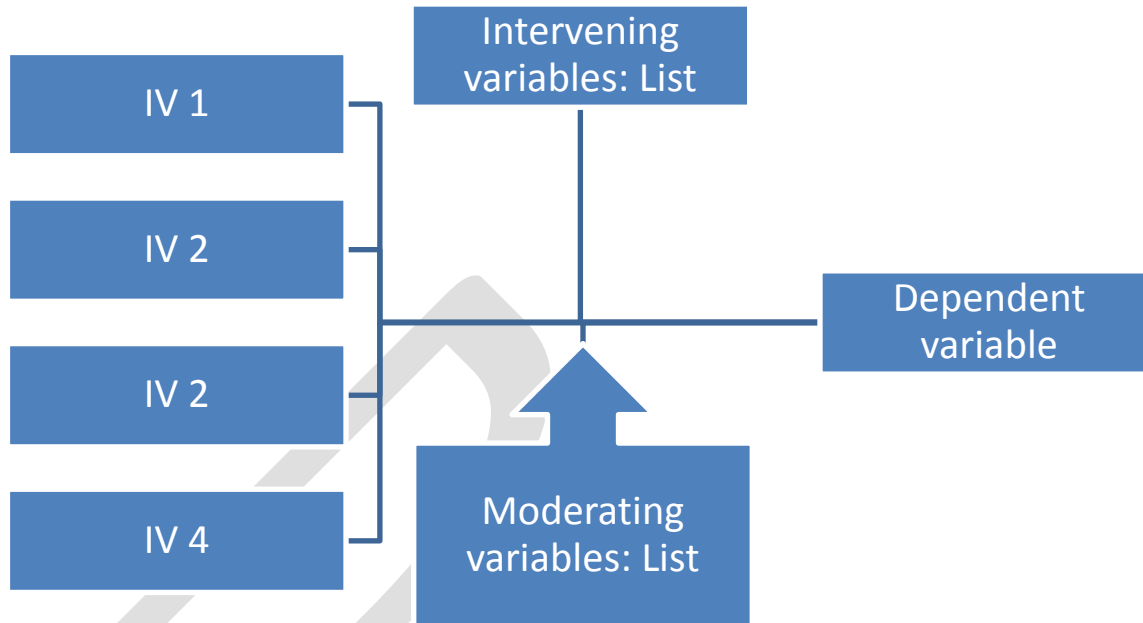 Intervening
variables: List
IV 1
IV 2
IV 2
IV 4
Dependent
variable
Moderating
variables: List